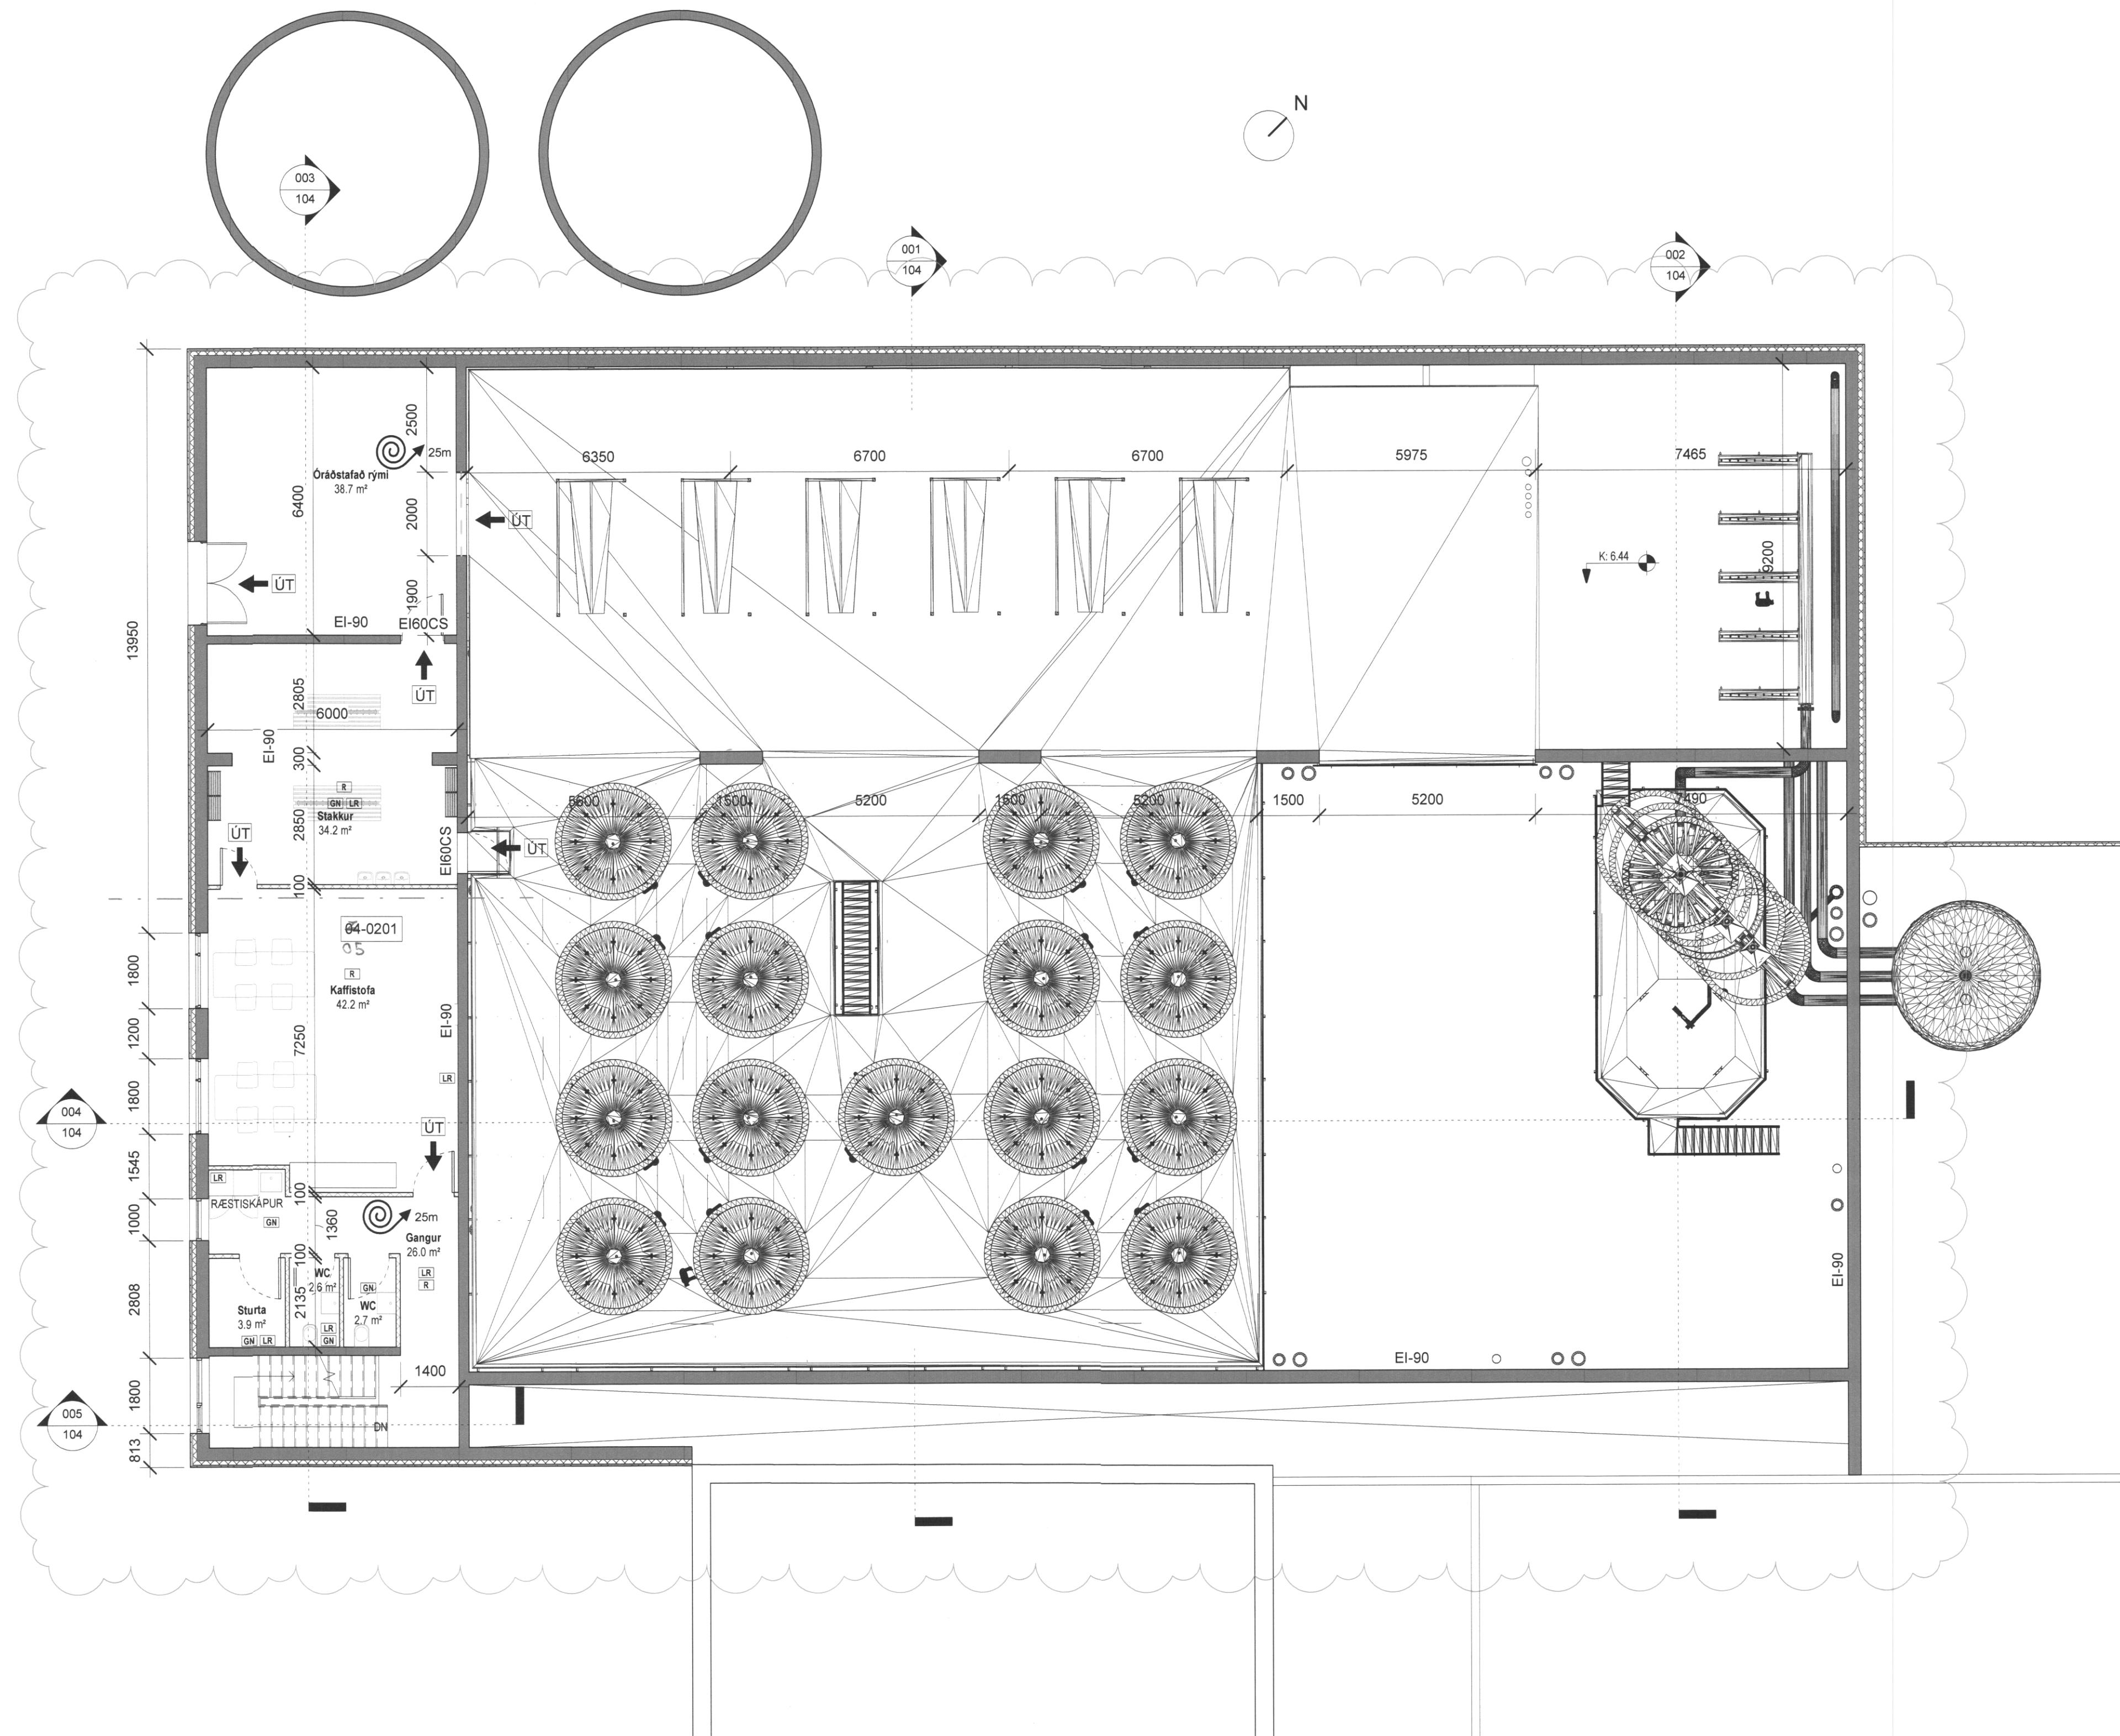 N
003
104
001
104
002
104
2500
25m
Óráðstafað rými
38.7 m²
6400
2000
ÚT
ÚT
1900
EI-90
EI60CS
ÚT
6350
6700
6700
5975
7465
K: 6.44
9200
13950
2805
6000
EI-90
300
R
GN LR
Stakkur
34.2 m²
2850
ÚT
EI60CS
ÚT
100
5600
1500
5200
1500
5200
1500
5200
7490
04-0201
05
R
Kaffistofa
42.2 m²
1800
1200
7250
EI-90
LR
1800
004
104
ÚT
1545
LR
RÆSTISKÁPUR
100
GN
1360
25m
Gangur
26.0 m²
1000
100
LR
R
WC
2.6 m²
GN
WC
2.7 m²
2135
Sturta
3.9 m²
GN LR
LR
GN
2808
EI-90
EI-90
1400
1800
DN
005
104
813